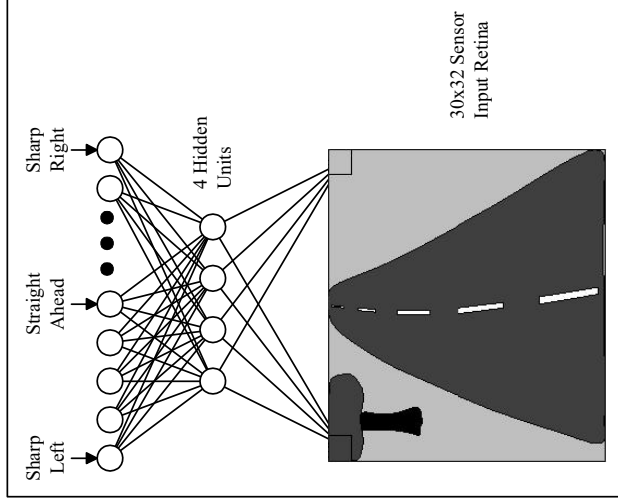 Sharp
Left
Straight
Ahead
Sharp
Right
4 Hidden
Units
30x32 Sensor
Input Retina